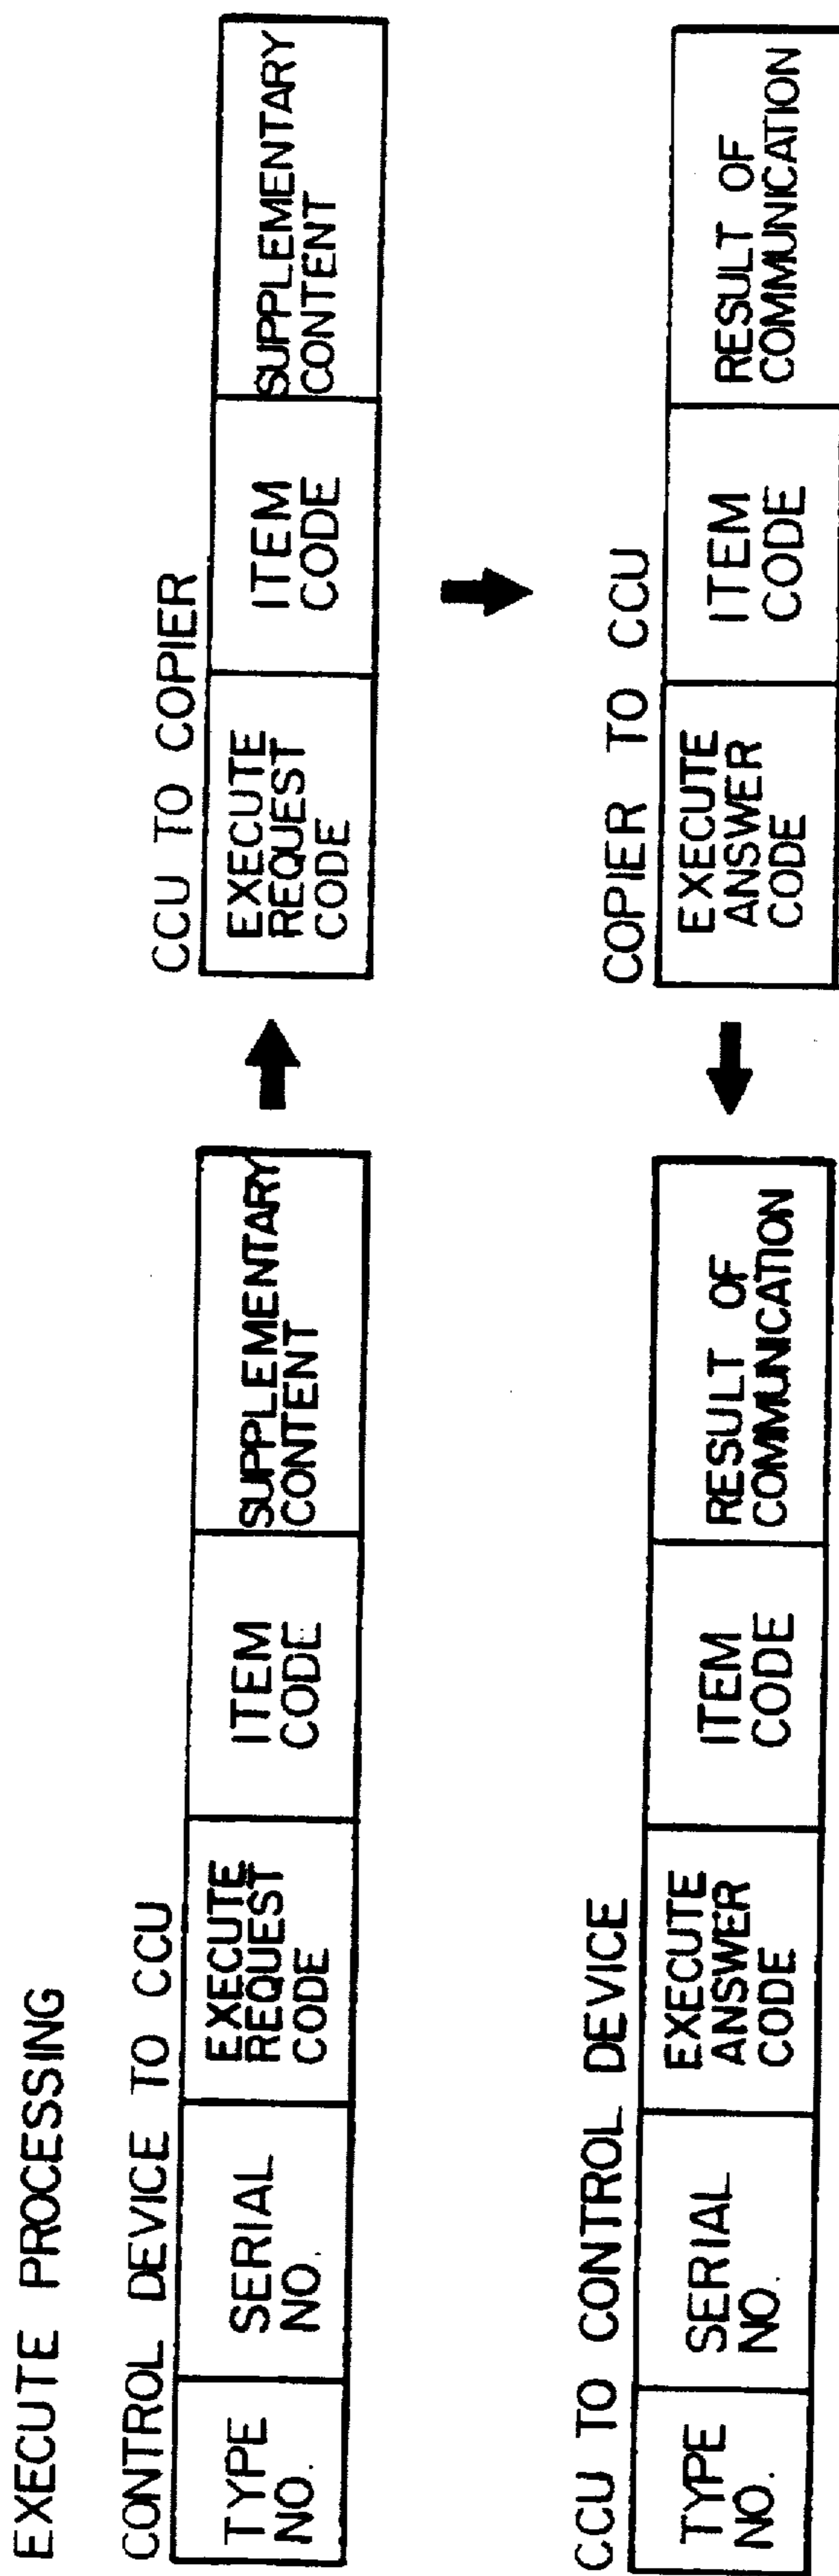 EXECUTE PROCESSING
CONTROL DEVICE TO CCU
TYPE
NO.
SERIAL
NO.
EXECUTE
REQUEST
CODE
ITEM
CODE
SUPPLEMENTARY
CONTENT
CCU TO COPIER
EXECUTE
REQUEST
CODE
ITEM
CODE
SUPPLEMENTARY
CONTENT
COPIER TO CCU
EXECUTE
ANSWER
CODE
ITEM
CODE
RESULT OF
COMMUNICATION
CCU TO CONTROL DEVICE
TYPE
NO.
SERIAL
NO.
EXECUTE
ANSWER
CODE
ITEM
CODE
RESULT OF
COMMUNICATION